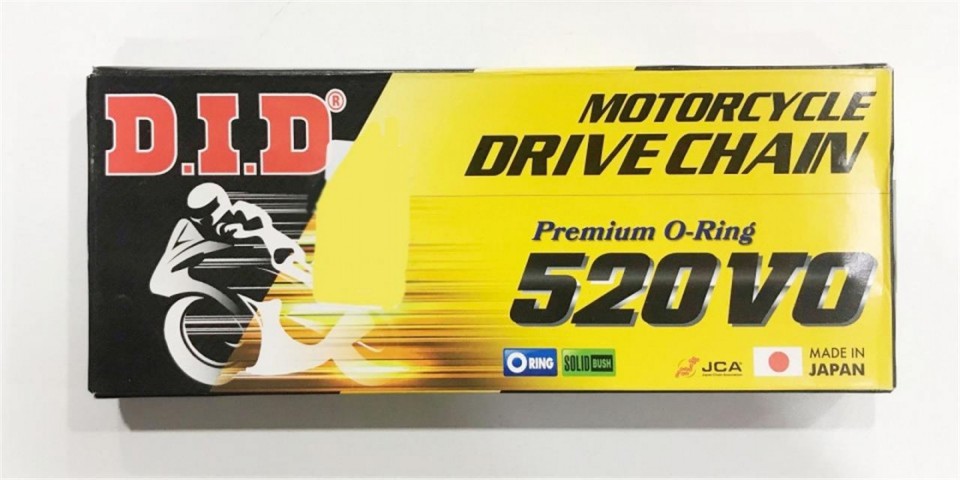 D.I.D®
MOTORCYCLE
DRIVE CHAIN
Premium O-Ring
520VO
O RING
SOLID BUSH
JCA
MADE IN
JAPAN